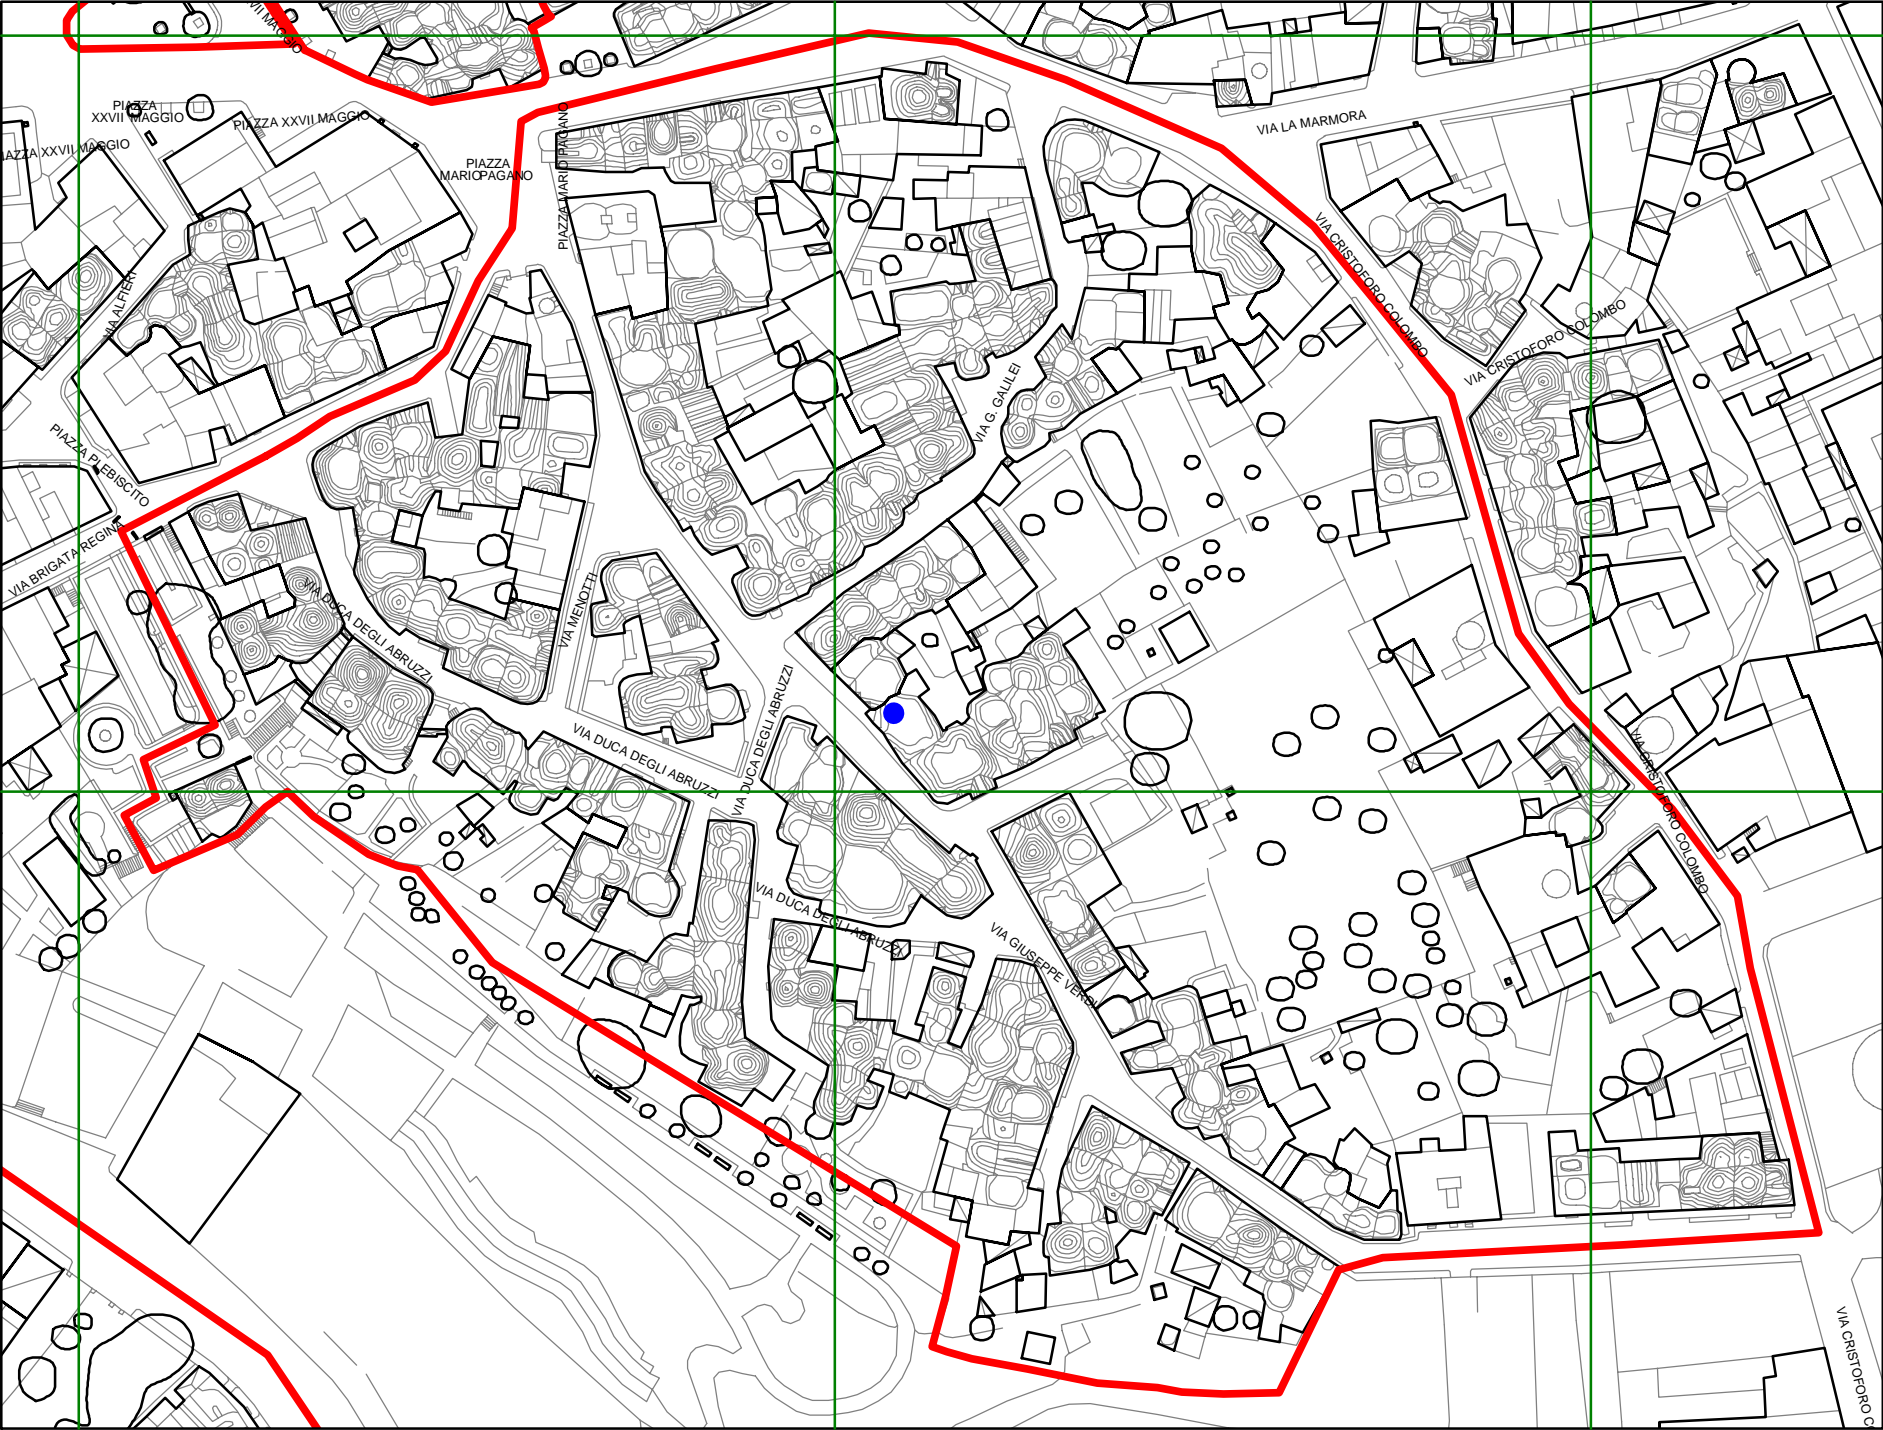 VII MAGGIO
PIAZZA
XXVII MAGGIO
PIAZZA XXVII MAGGIO
IAZZA XXVII MAGGIO
PIAZZA
MARIO PAGANO
PIAZZA MARIO PAGANO
VIA LA MARMORA
VIA ALFIERI
VIA CRISTOFORO COLOMBO
VIA CRISTOFORO COLOMBO
VIA G. GALILEI
PIAZZA PLEBISCITO
VIA BRIGATA REGINA
VIA DUCA DEGLI ABRUZZI
VIA MENOTTI
VIA DUCA DEGLI ABRUZZI
VIA DUCA DEGLI ABRUZZI
VIA CRISTOFORO COLOMBO
VIA DUCA DEGLI ABRUZZI
VIA GIUSEPPE VERDI
VIA CRISTOFORO C